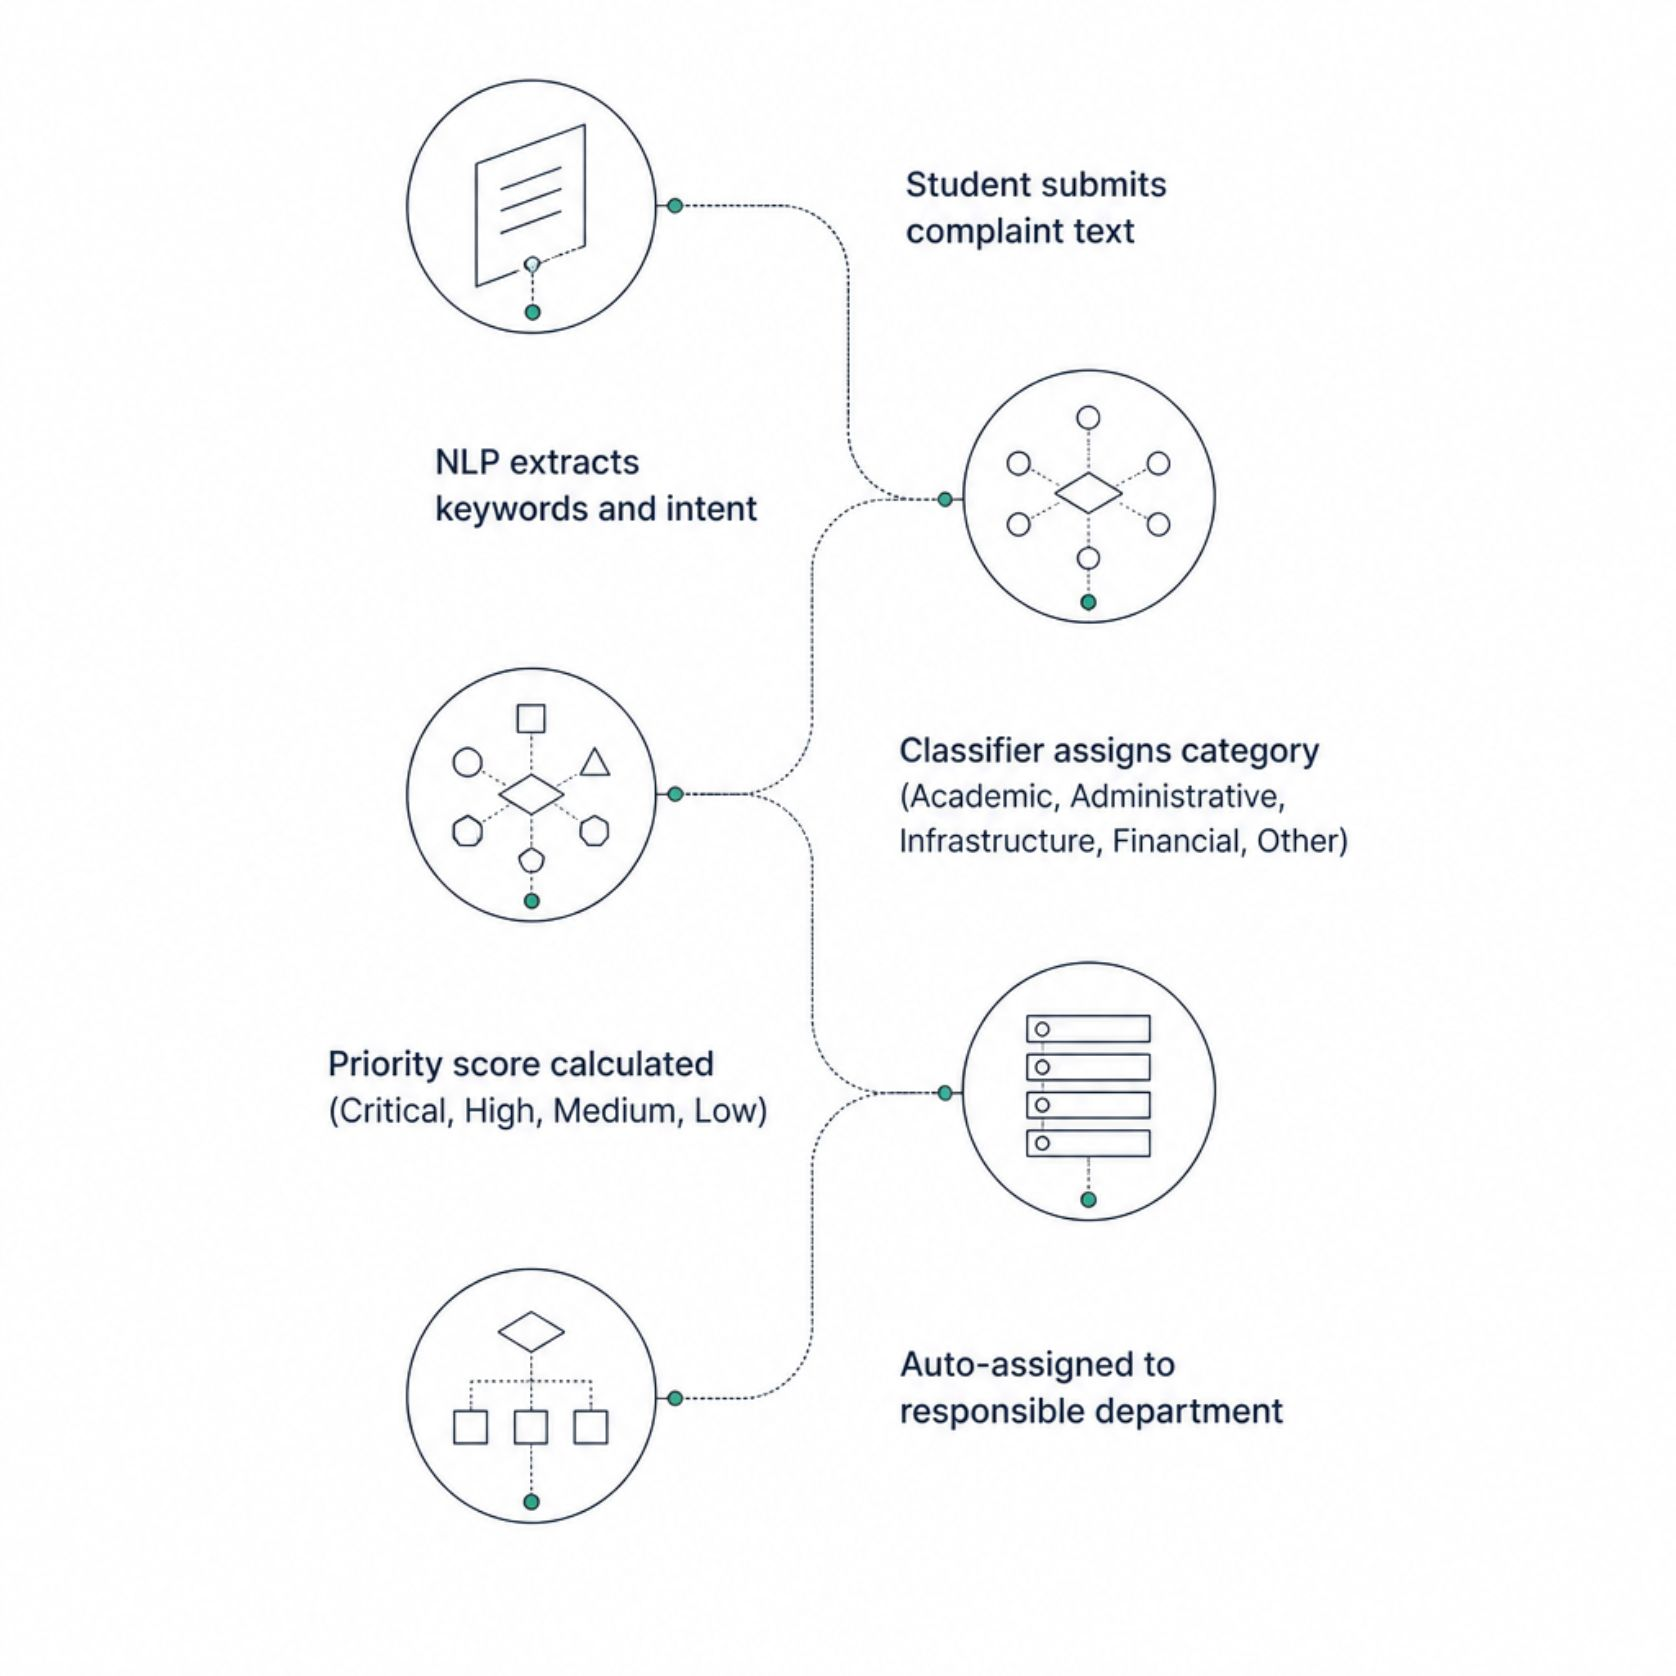 Student submits
complaint text
NLP extracts
keywords and intent
Classifier assigns category
(Academic, Administrative,
Infrastructure, Financial, Other)
Priority score calculated
(Critical, High, Medium, Low)
Auto-assigned to
responsible department